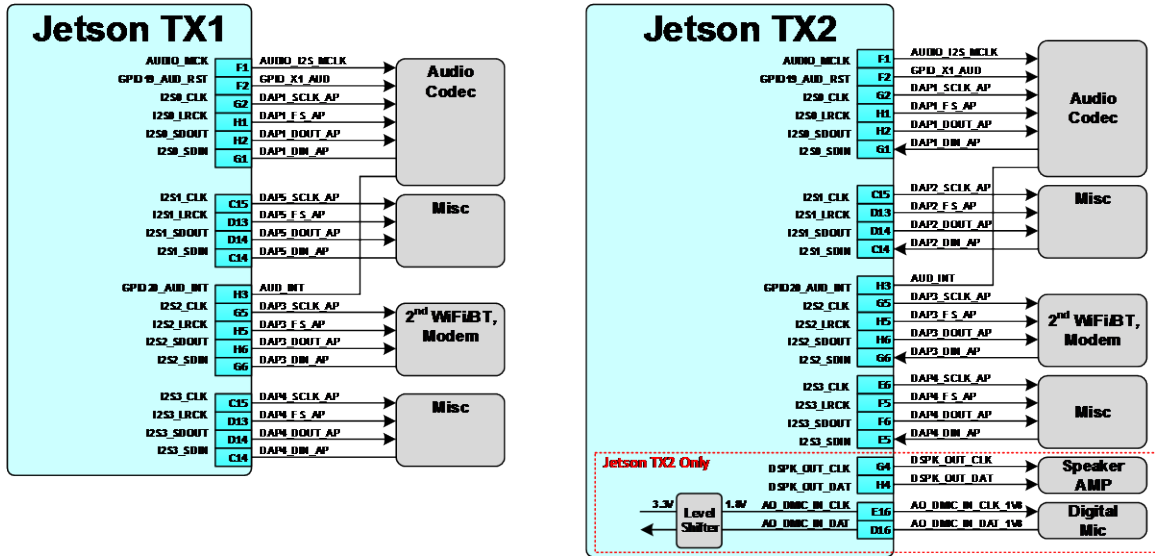 Jetson TX1
AUDIO_MCK F1 AUDIO_I2S_MCLK
GPIO19_AUD_RST F2 GPIO_X1_AUD
I2S0_CLK G2 DAP1_SCLK_AP
I2S0_LRCK H1 DAP1_FS_AP
I2S0_SDOUT H2 DAP1_DOUT_AP
I2S0_SDIN G1 DAP1_DIN_AP
Audio
Codec
I2S1_CLK C15 DAP5_SCLK_AP
I2S1_LRCK D13 DAP5_FS_AP
I2S1_SDOUT D14 DAP5_DOUT_AP
I2S1_SDIN C14 DAP5_DIN_AP
Misc
GPIO20_AUD_INT H3 AUD_INT
I2S2_CLK G5 DAP3_SCLK_AP
I2S2_LRCK H5 DAP3_FS_AP
I2S2_SDOUT H6 DAP3_DOUT_AP
I2S2_SDIN G6 DAP3_DIN_AP
2nd WiFi/BT,
Modem
I2S3_CLK C15 DAP4_SCLK_AP
I2S3_LRCK D13 DAP4_FS_AP
I2S3_SDOUT D14 DAP4_DOUT_AP
I2S3_SDIN C14 DAP4_DIN_AP
Misc
Jetson TX2
AUDIO_MCLK F1 AUDIO_I2S_MCLK
GPIO19_AUD_RST F2 GPIO_X1_AUD
I2S0_CLK G2 DAP1_SCLK_AP
I2S0_LRCK H1 DAP1_FS_AP
I2S0_SDOUT H2 DAP1_DOUT_AP
I2S0_SDIN G1 DAP1_DIN_AP
Audio
Codec
I2S1_CLK C15 DAP2_SCLK_AP
I2S1_LRCK D13 DAP2_FS_AP
I2S1_SDOUT D14 DAP2_DOUT_AP
I2S1_SDIN C14 DAP2_DIN_AP
Misc
GPIO20_AUD_INT H3 AUD_INT
I2S2_CLK G5 DAP3_SCLK_AP
I2S2_LRCK H5 DAP3_FS_AP
I2S2_SDOUT H6 DAP3_DOUT_AP
I2S2_SDIN G6 DAP3_DIN_AP
2nd WiFi/BT,
Modem
I2S3_CLK E6 DAP4_SCLK_AP
I2S3_LRCK F5 DAP4_FS_AP
I2S3_SDOUT F6 DAP4_DOUT_AP
I2S3_SDIN E5 DAP4_DIN_AP
Misc
Jetson TX2 Only
DSPK_OUT_CLK G4 DSPK_OUT_CLK
DSPK_OUT_DAT H4 DSPK_OUT_DAT
Speaker
AMP
3.3V
Level
Shifter
1.8V
AO_DMIC_IN_CLK E16 AO_DMIC_IN_CLK_1V8
AO_DMIC_IN_DAT D16 AO_DMIC_IN_DAT_1V8
Digital
Mic